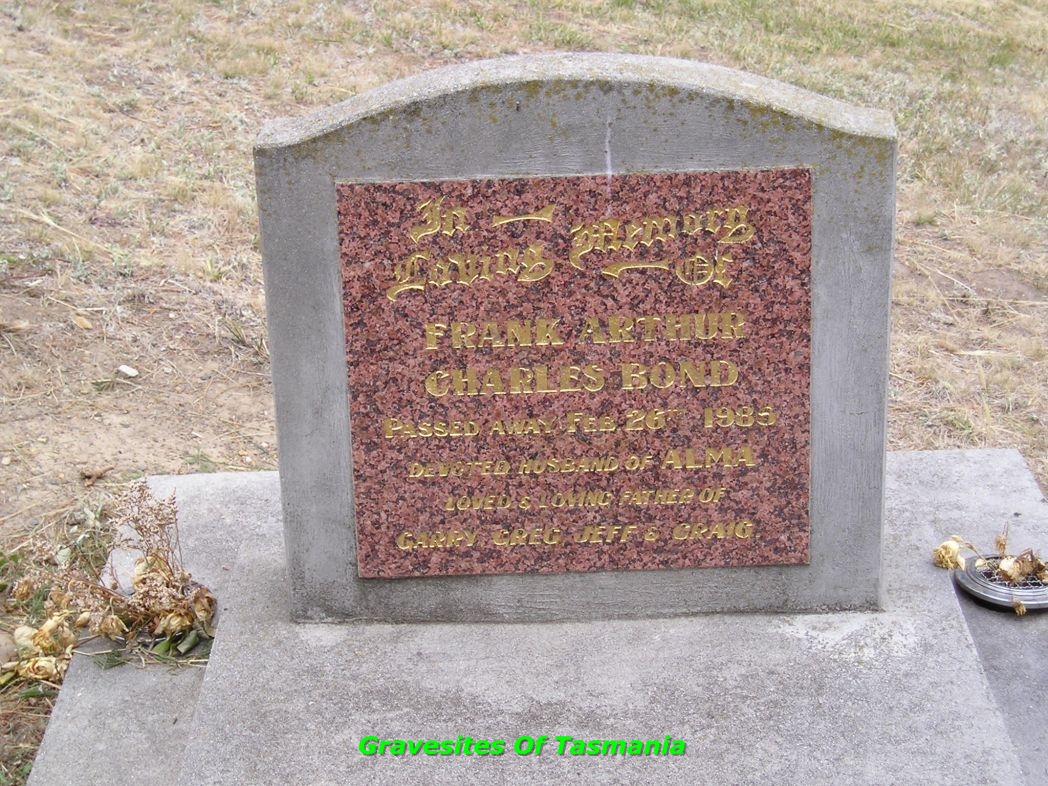 In Loving Memory Of
FRANK ARTHUR
CHARLES BOND
PASSED AWAY FEB. 26TH 1985
DEVOTED HUSBAND OF ALMA
LOVED & LOVING FATHER OF
GARRY, GREG, JEFF & CRAIG
Gravesites Of Tasmania